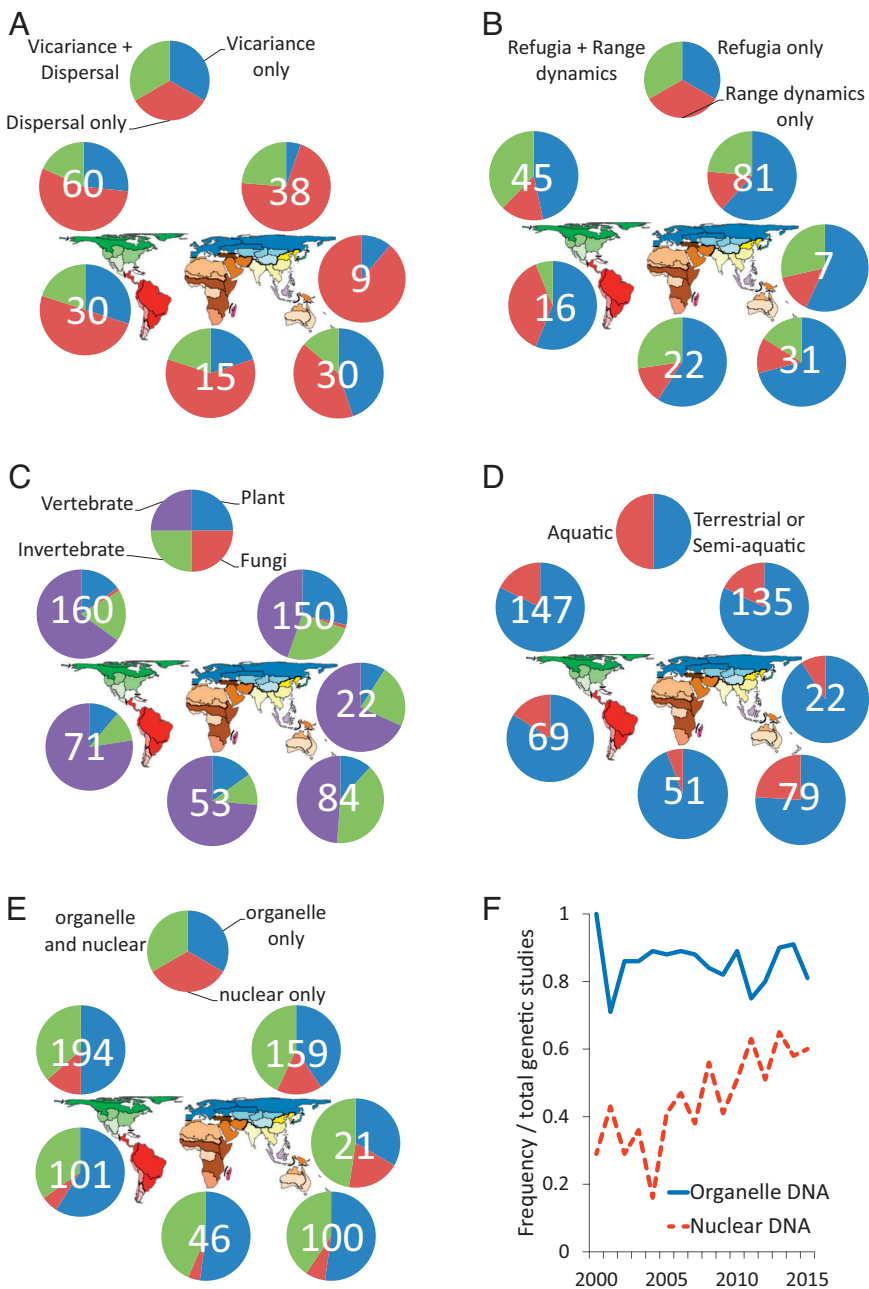 A
Vicariance +
Dispersal
Vicariance
only
Dispersal only
60
38
9
30
15
30
B
Refugia + Range
dynamics
Refugia only
Range dynamics
only
45
81
7
16
22
31
C
Vertebrate
Plant
Invertebrate
Fungi
160
150
22
71
53
84
D
Aquatic
Terrestrial or
Semi-aquatic
147
135
22
69
51
79
E
organelle
and nuclear
organelle
only
nuclear only
194
159
21
101
46
100
F
Frequency / total genetic studies
1
0.8
0.6
0.4
0.2
0
Organelle DNA
Nuclear DNA
2000 2005 2010 2015